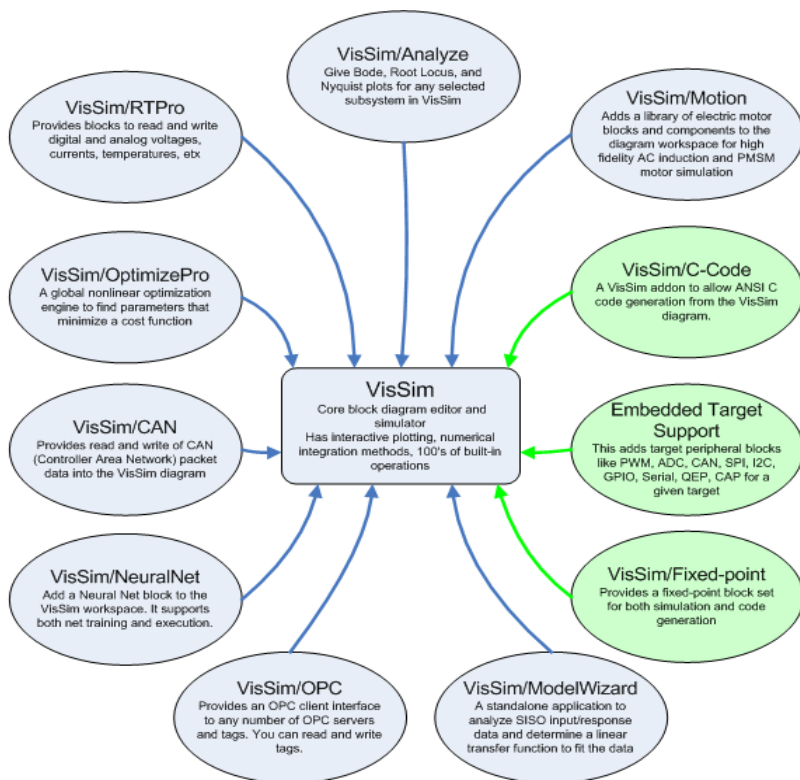 VisSim/Analyze
Give Bode, Root Locus, and
Nyquist plots for any selected
subsystem in VisSim
VisSim/RTPro
Provides blocks to read and write
digital and analog voltages,
currents, temperatures, etx
VisSim/Motion
Adds a library of electric motor
blocks and components to the
diagram workspace for high
fidelity AC induction and PMSM
motor simulation
VisSim/OptimizePro
A global nonlinear optimization
engine to find parameters that
minimize a cost function
VisSim/C-Code
A VisSim addon to allow ANSI C
code generation from the VisSim
diagram.
VisSim
Core block diagram editor and
simulator
Has interactive plotting, numerical
integration methods, 100's of built-in
operations
VisSim/CAN
Provides read and write of CAN
(Controller Area Network) packet
data into the VisSim diagram
Embedded Target
Support
This adds target peripheral blocks
like PWM, ADC, CAN, SPI, I2C,
GPIO, Serial, QEP, CAP for a
given target
VisSim/NeuralNet
Add a Neural Net block to the
VisSim workspace. It supports
both net training and execution.
VisSim/Fixed-point
Provides a fixed-point block set
for both simulation and code
generation
VisSim/OPC
Provides an OPC client interface
to any number of OPC servers
and tags. You can read and write
tags.
VisSim/ModelWizard
A standalone application to
analyze SISO input/response
data and determine a linear
transfer function to fit the data